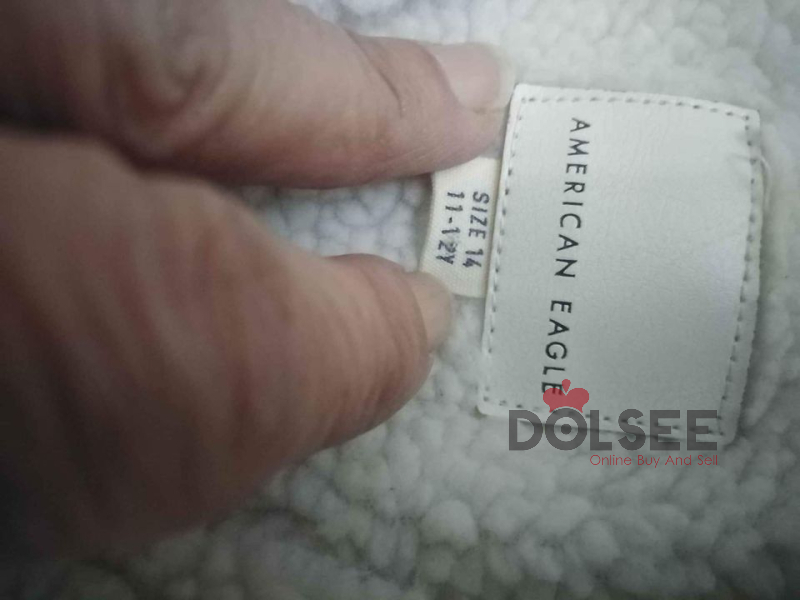 AMERICAN EAGLE
SIZE 14
11-12Y
DOLSEE
Online Buy And Sell